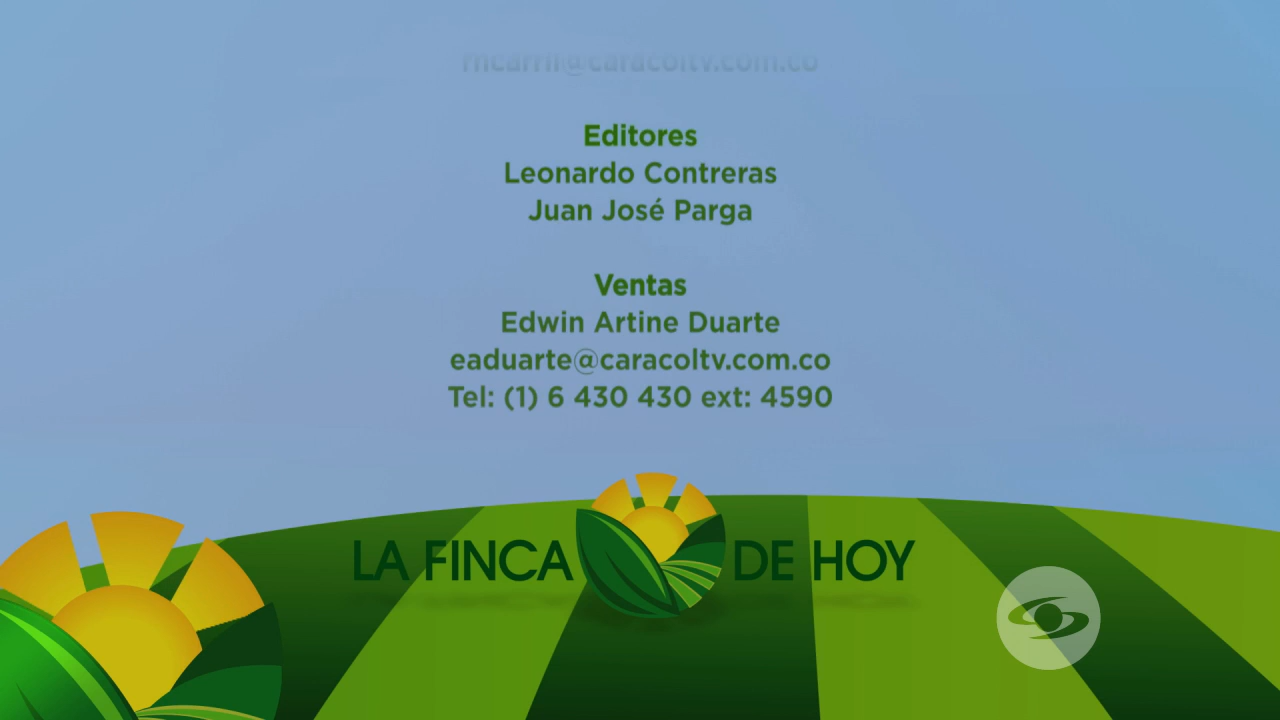 Editores
Leonardo Contreras
Juan José Parga
Ventas
Edwin Artine Duarte
eaduarte@caracoltv.com.co
Tel: (1) 6 430 430 ext: 4590
LA FINCA DE HOY